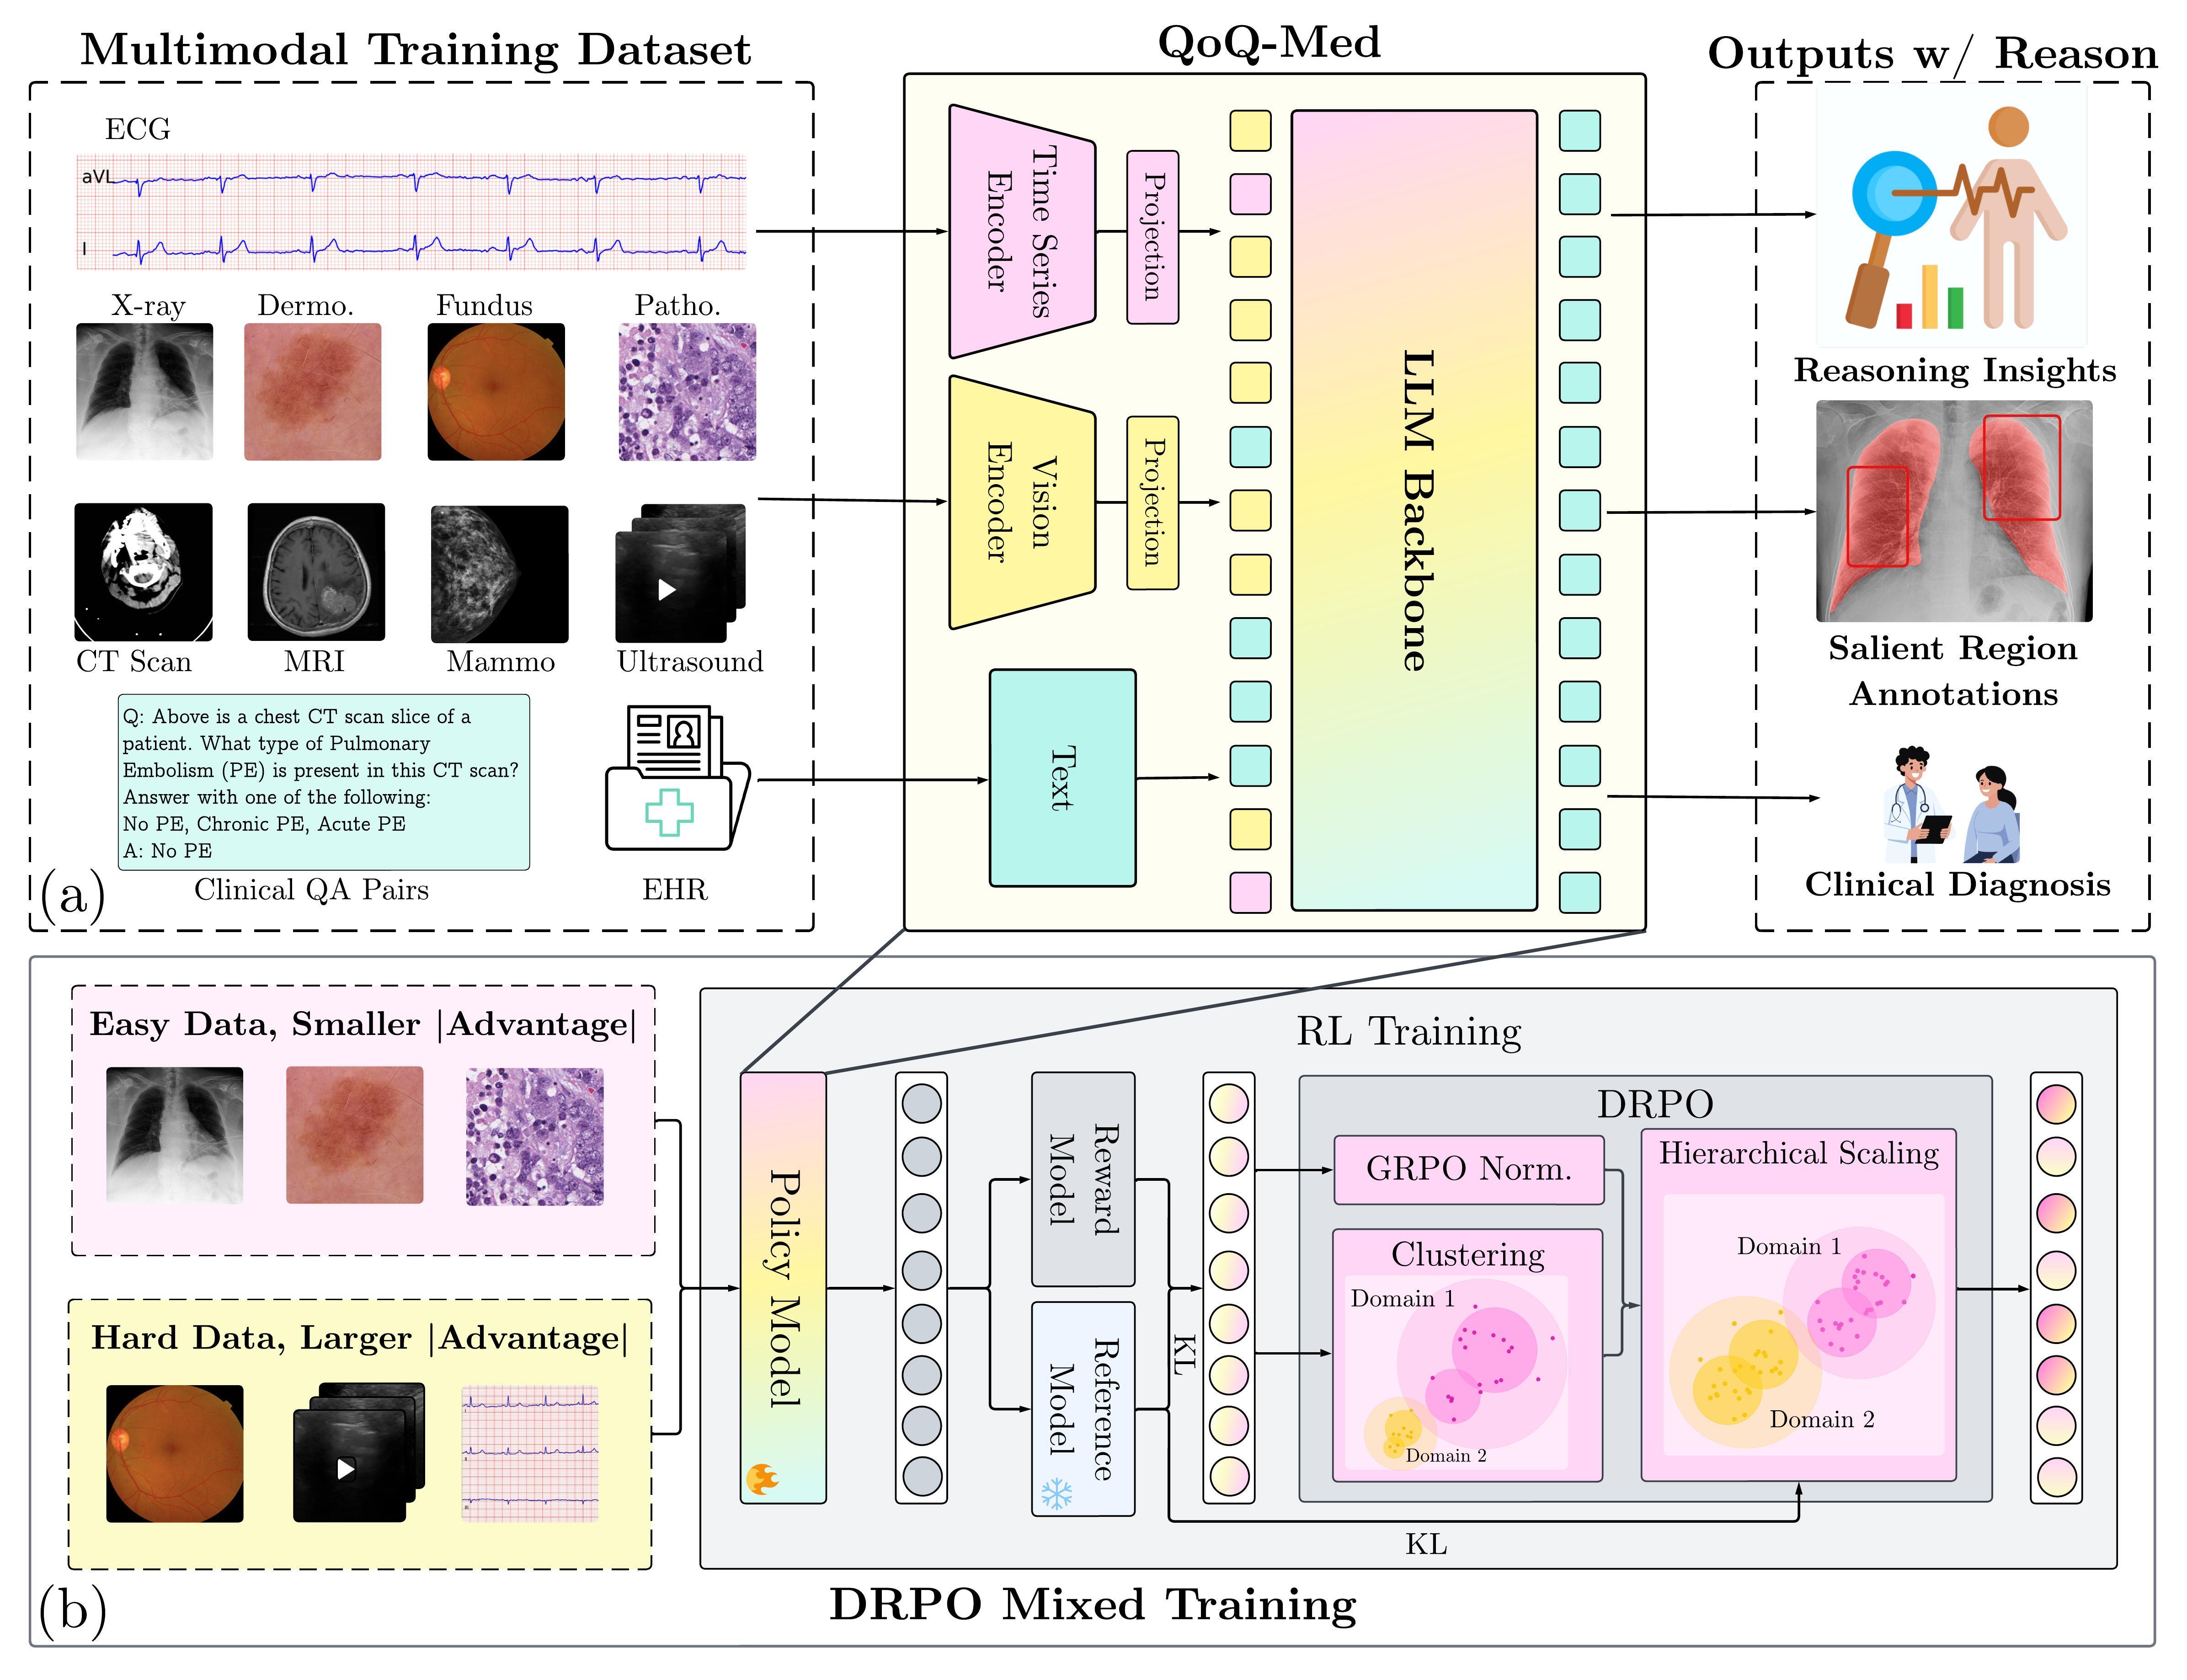 Multimodal Training Dataset
QoQ-Med
Outputs w/ Reason
ECG
aVL
I
X-ray
Dermo.
Fundus
Patho.
CT Scan
MRI
Mammo
Ultrasound
Q: Above is a chest CT scan slice of a
patient. What type of Pulmonary
Embolism (PE) is present in this CT scan?
Answer with one of the following:
No PE, Chronic PE, Acute PE
A: No PE
Clinical QA Pairs
EHR
(a)
Time Series
Encoder
Projection
Vision
Encoder
Projection
Text
LLM Backbone
Reasoning Insights
Salient Region
Annotations
Clinical Diagnosis
Easy Data, Smaller |Advantage|
Hard Data, Larger |Advantage|
RL Training
Policy Model
Reward
Model
Reference
Model
KL
DRPO
GRPO Norm.
Clustering
Domain 1
Domain 2
Hierarchical Scaling
Domain 1
Domain 2
KL
(b)
DRPO Mixed Training